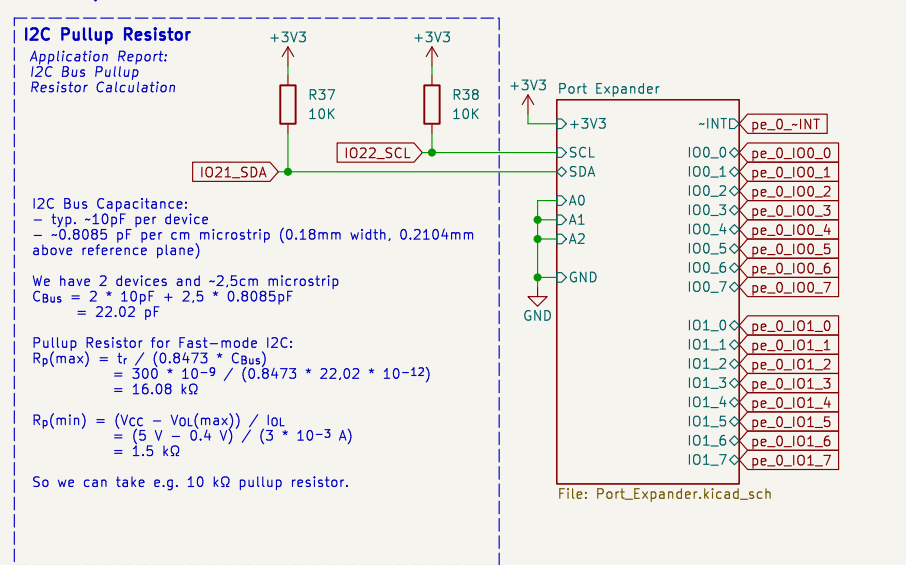 I2C Pullup Resistor
Application Report:
I2C Bus Pullup
Resistor Calculation
+3V3
+3V3
R37
10K
R38
10K
IO22_SCL
IO21_SDA
I2C Bus Capacitance:
- typ. ~10pF per device
- ~0.8085 pF per cm microstrip (0.18mm width, 0.2104mm
above reference plane)
We have 2 devices and ~2,5cm microstrip
CBus = 2 * 10pF + 2,5 * 0.8085pF
= 22.02 pF
Pullup Resistor for Fast-mode I2C:
Rp(max) = tr / (0.8473 * CBus)
= 300 * 10-9 / (0.8473 * 22,02 * 10-12)
= 16.08 kΩ
Rp(min) = (Vcc - VOL(max)) / IOL
= (5 V - 0.4 V) / (3 * 10-3 A)
= 1.5 kΩ
So we can take e.g. 10 kΩ pullup resistor.
+3V3
Port Expander
+3V3
SCL
SDA
A0
A1
A2
GND
GND
~INT pe_0_~INT
IO0_0 pe_0_IO0_0
IO0_1 pe_0_IO0_1
IO0_2 pe_0_IO0_2
IO0_3 pe_0_IO0_3
IO0_4 pe_0_IO0_4
IO0_5 pe_0_IO0_5
IO0_6 pe_0_IO0_6
IO0_7 pe_0_IO0_7
IO1_0 pe_0_IO1_0
IO1_1 pe_0_IO1_1
IO1_2 pe_0_IO1_2
IO1_3 pe_0_IO1_3
IO1_4 pe_0_IO1_4
IO1_5 pe_0_IO1_5
IO1_6 pe_0_IO1_6
IO1_7 pe_0_IO1_7
File: Port_Expander.kicad_sch